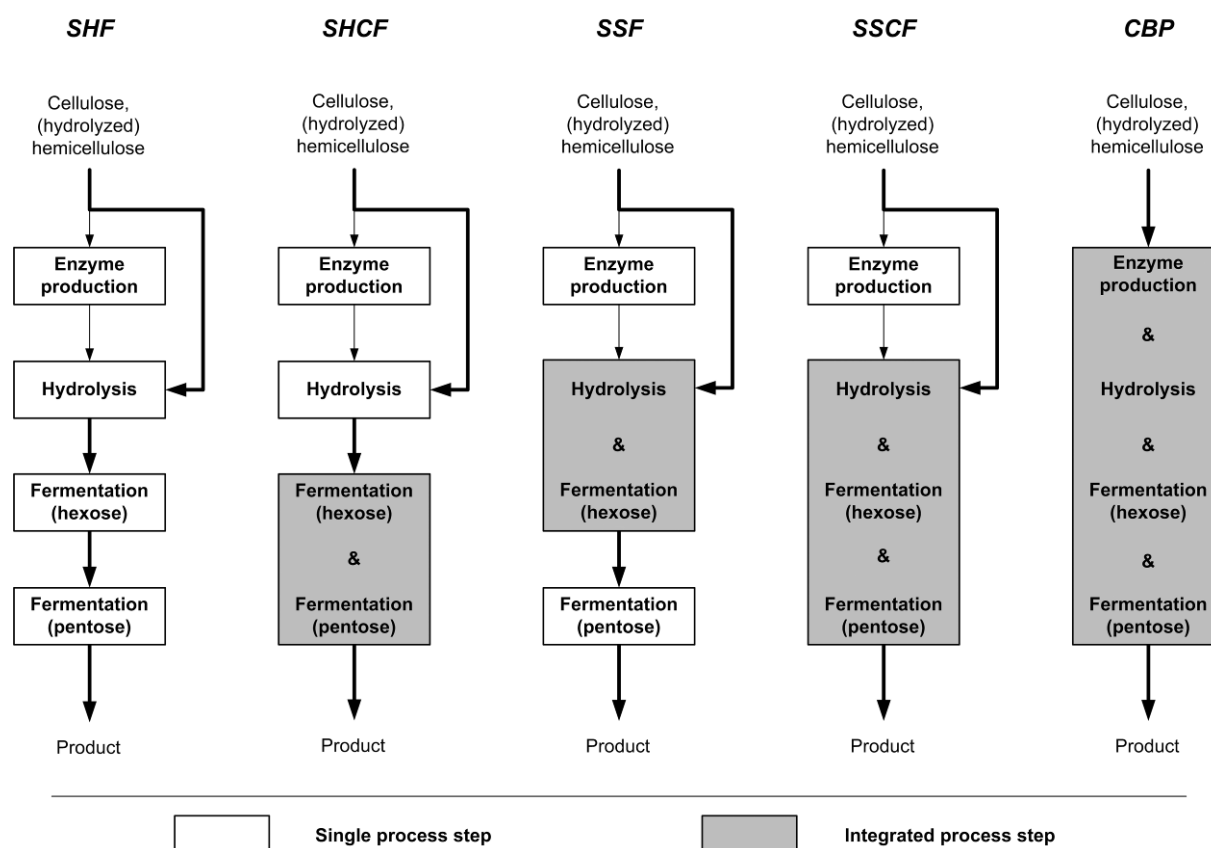 SHF
Cellulose,
(hydrolyzed)
hemicellulose
Enzyme
production
Hydrolysis
Fermentation
(hexose)
Fermentation
(pentose)
Product
SHCF
Cellulose,
(hydrolyzed)
hemicellulose
Enzyme
production
Hydrolysis
Fermentation
(hexose)
&
Fermentation
(pentose)
Product
SSF
Cellulose,
(hydrolyzed)
hemicellulose
Enzyme
production
Hydrolysis
&
Fermentation
(hexose)
Fermentation
(pentose)
Product
SSCF
Cellulose,
(hydrolyzed)
hemicellulose
Enzyme
production
Hydrolysis
&
Fermentation
(hexose)
&
Fermentation
(pentose)
Product
CBP
Cellulose,
(hydrolyzed)
hemicellulose
Enzyme
production
&
Hydrolysis
&
Fermentation
(hexose)
&
Fermentation
(pentose)
Product
Single process step
Integrated process step